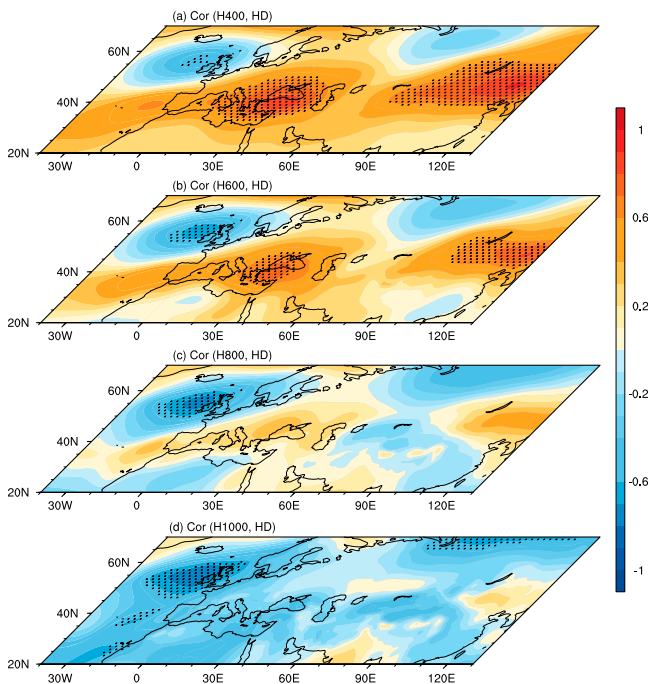 (a) Cor (H400, HD)
60N
40N
20N
30W 0 30E 60E 90E 120E
(b) Cor (H600, HD)
60N
40N
20N
30W 0 30E 60E 90E 120E
(c) Cor (H800, HD)
60N
40N
20N
30W 0 30E 60E 90E 120E
(d) Cor (H1000, HD)
60N
40N
20N
30W 0 30E 60E 90E 120E
1
0.6
0.2
-0.2
-0.6
-1